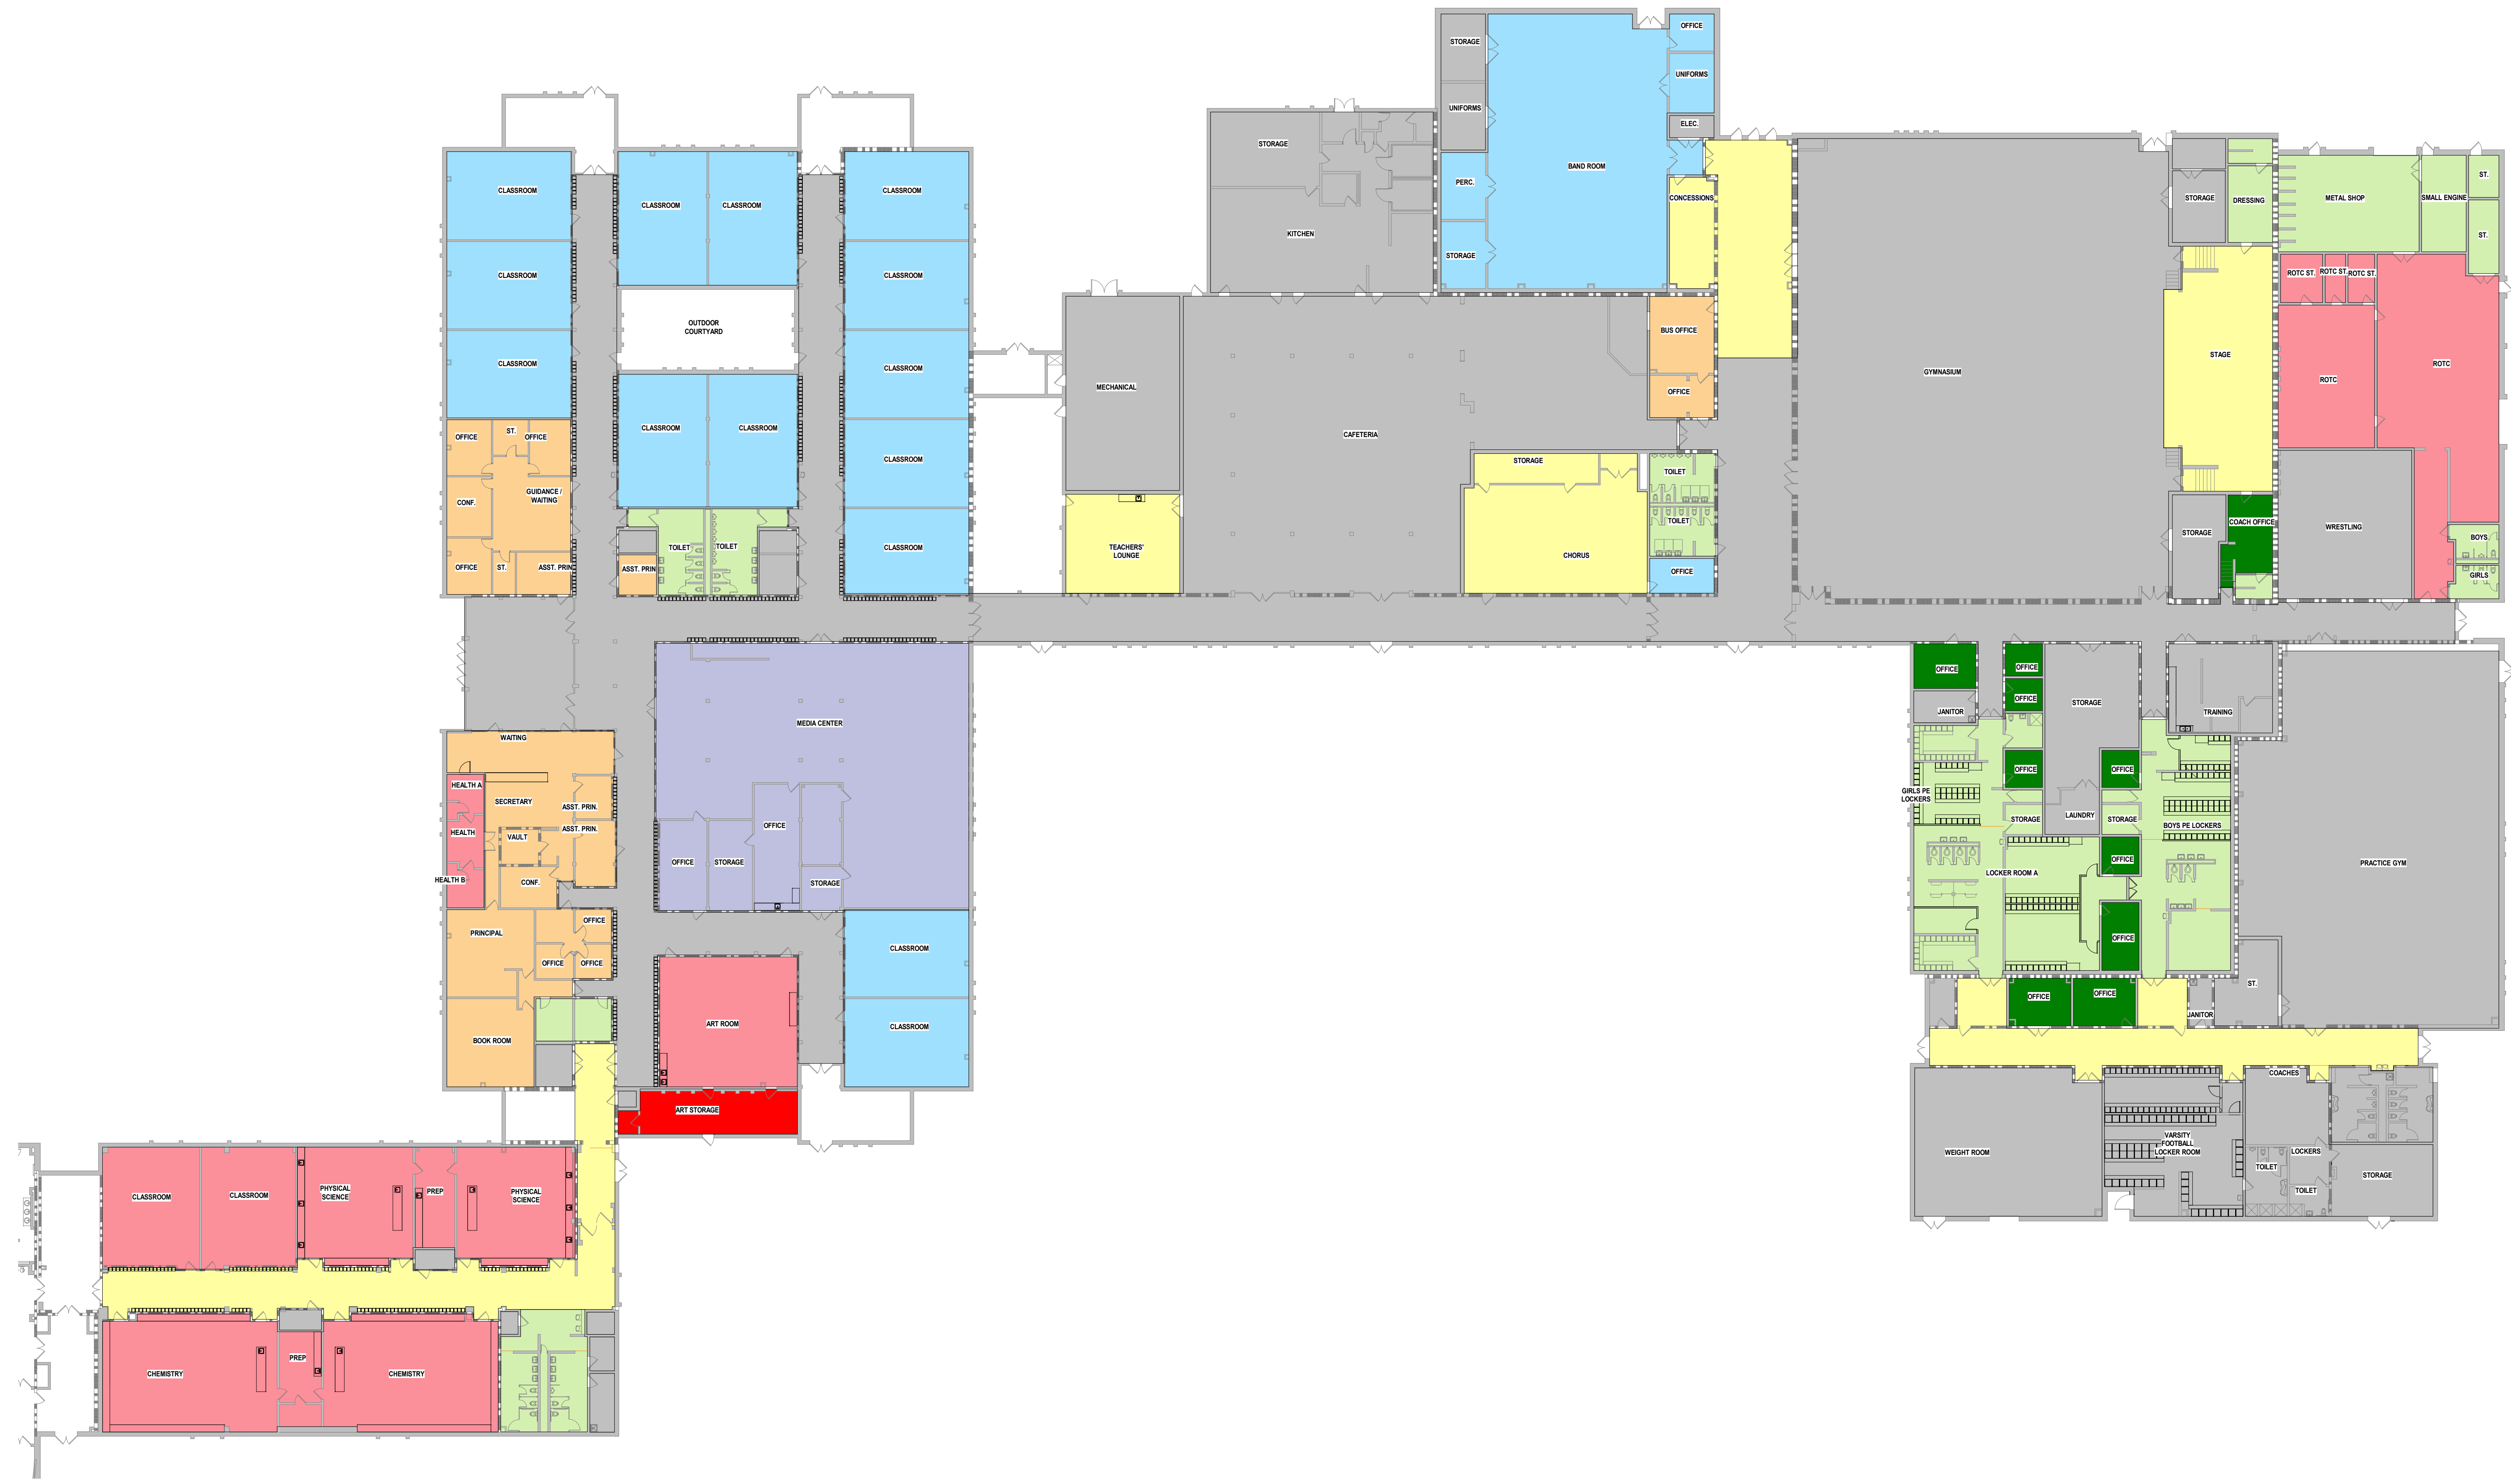 OFFICE
STORAGE
UNIFORMS
UNIFORMS
ELEC.
STORAGE
BAND ROOM
PERC.
CONCESSIONS
STORAGE
KITCHEN
CLASSROOM
CLASSROOM
CLASSROOM
CLASSROOM
STORAGE
DRESSING
METAL SHOP
SMALL ENGINE
ST.
ST.
CLASSROOM
CLASSROOM
ROTC ST.
ROTC ST.
ROTC ST.
OUTDOOR
COURTYARD
BUS OFFICE
STAGE
CLASSROOM
CLASSROOM
MECHANICAL
GYMNASIUM
ROTC
ROTC
OFFICE
OFFICE
ST.
OFFICE
CLASSROOM
CLASSROOM
CLASSROOM
CAFETERIA
STORAGE
TOILET
CONF.
GUIDANCE /
WAITING
TOILET
COACH OFFICE
STORAGE
WRESTLING
BOYS
TOILET
TOILET
CLASSROOM
TEACHERS'
LOUNGE
CHORUS
OFFICE
ST.
ASST. PRIN
ASST. PRIN
OFFICE
GIRLS
OFFICE
OFFICE
OFFICE
STORAGE
JANITOR
TRAINING
MEDIA CENTER
WAITING
OFFICE
OFFICE
HEALTH A
SECRETARY
ASST. PRIN.
GIRLS PE
LOCKERS
STORAGE
LAUNDRY
STORAGE
BOYS PE LOCKERS
HEALTH
VAULT
ASST. PRIN.
OFFICE
OFFICE
STORAGE
STORAGE
OFFICE
PRACTICE GYM
HEALTH B
CONF.
LOCKER ROOM A
PRINCIPAL
OFFICE
OFFICE
OFFICE
CLASSROOM
OFFICE
ST.
OFFICE
OFFICE
JANITOR
BOOK ROOM
ART ROOM
CLASSROOM
COACHES
ART STORAGE
WEIGHT ROOM
VARSITY
FOOTBALL
LOCKER ROOM
LOCKERS
TOILET
TOILET
STORAGE
CLASSROOM
CLASSROOM
PHYSICAL
SCIENCE
PREP
PHYSICAL
SCIENCE
CHEMISTRY
PREP
CHEMISTRY